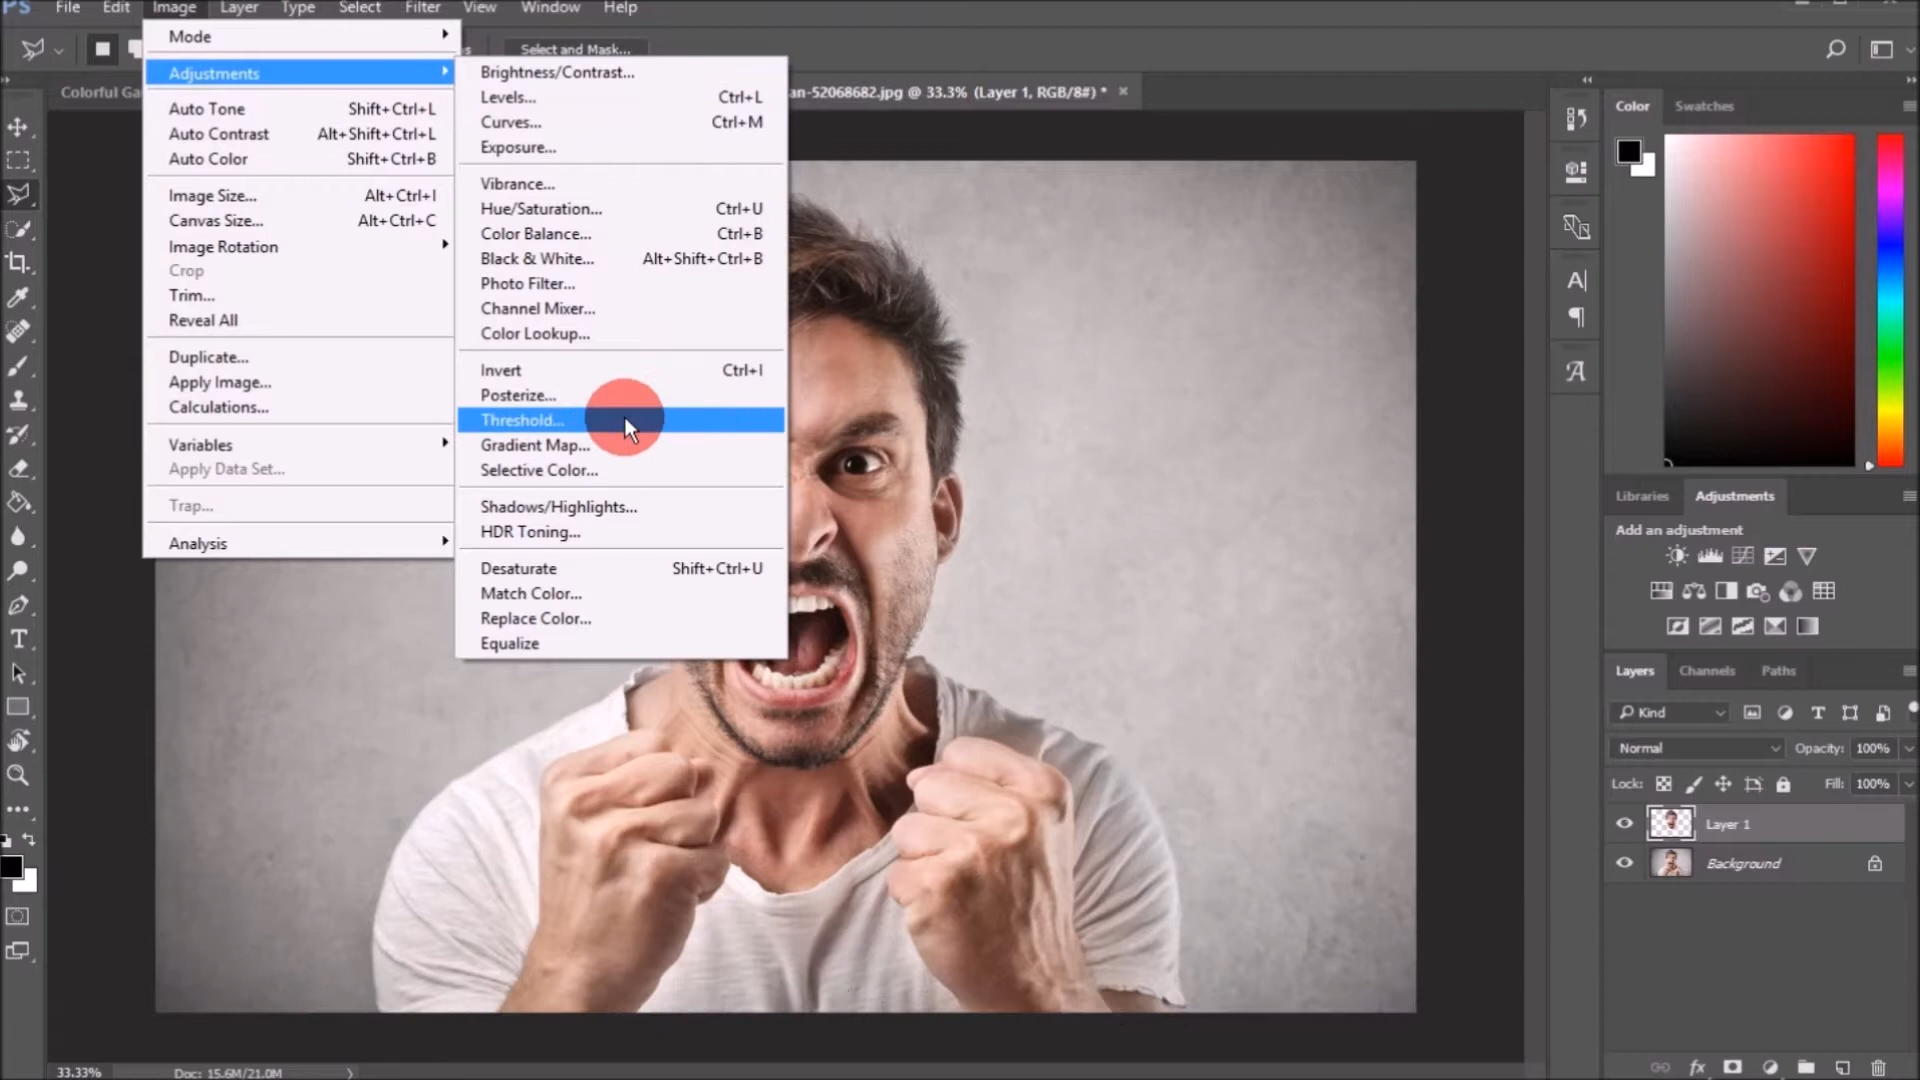 PS File Edit Image Layer Type Select Filter View Window Help
Select and Mask...
Colorful Ga
an-52068682.jpg @ 33.3% (Layer 1, RGB/8#) *
Mode
Adjustments
Auto Tone Shift+Ctrl+L
Auto Contrast Alt+Shift+Ctrl+L
Auto Color Shift+Ctrl+B
Image Size... Alt+Ctrl+I
Canvas Size... Alt+Ctrl+C
Image Rotation
Crop
Trim...
Reveal All
Duplicate...
Apply Image...
Calculations...
Variables
Apply Data Set...
Trap...
Analysis
Brightness/Contrast...
Levels... Ctrl+L
Curves... Ctrl+M
Exposure...
Vibrance...
Hue/Saturation... Ctrl+U
Color Balance... Ctrl+B
Black & White... Alt+Shift+Ctrl+B
Photo Filter...
Channel Mixer...
Color Lookup...
Invert Ctrl+I
Posterize...
Threshold...
Gradient Map...
Selective Color...
Shadows/Highlights...
HDR Toning...
Desaturate Shift+Ctrl+U
Match Color...
Replace Color...
Equalize
Color Swatches
Libraries Adjustments
Add an adjustment
Layers Channels Paths
Kind
Normal Opacity: 100%
Lock: Fill: 100%
Layer 1
Background
33.33% Doc: 15.6M/21.0M